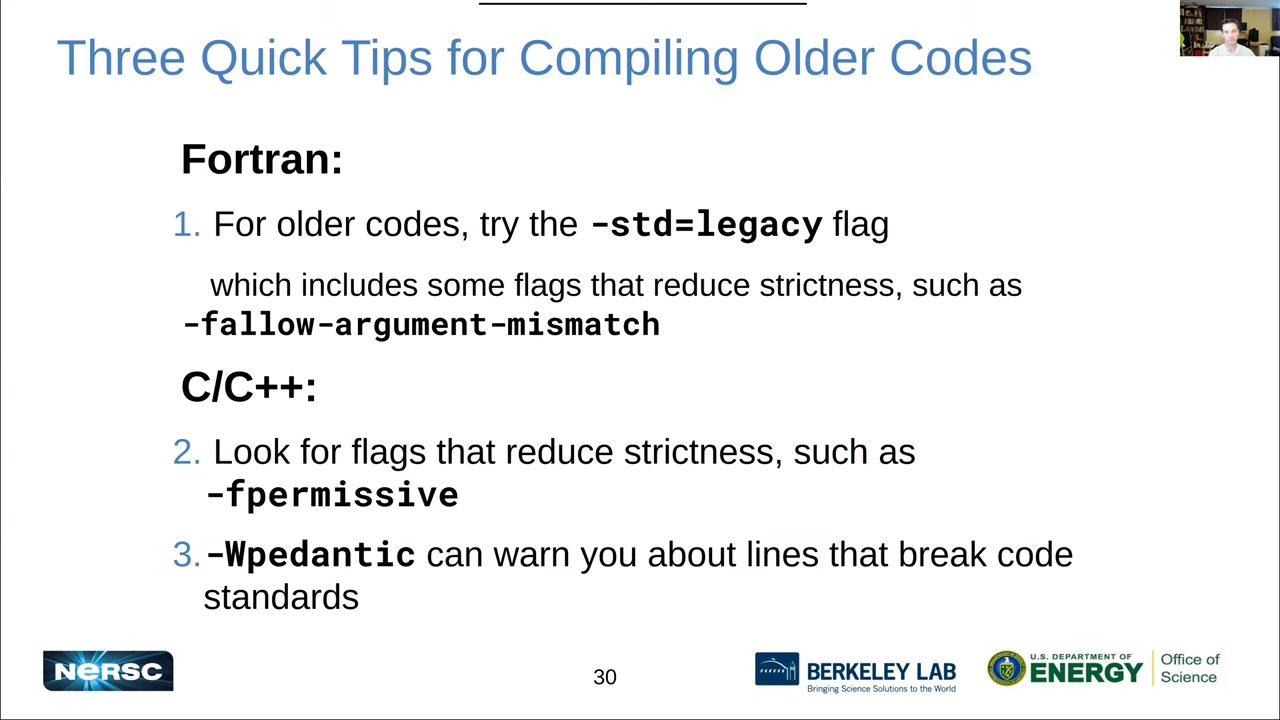 Three Quick Tips for Compiling Older Codes
Fortran:
1. For older codes, try the -std=legacy flag
which includes some flags that reduce strictness, such as
-fallow-argument-mismatch
C/C++:
2. Look for flags that reduce strictness, such as
-fpermissive
3. -Wpedantic can warn you about lines that break code
standards
NERSC
30
BERKELEY LAB
Bringing Science Solutions to the World
U.S. DEPARTMENT OF
ENERGY
Office of
Science